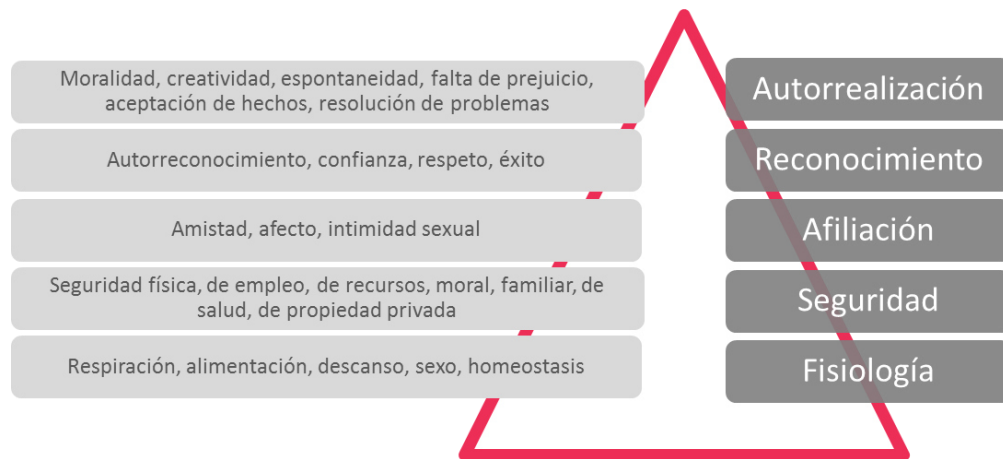 Moralidad, creatividad, espontaneidad, falta de prejuicio,
aceptación de hechos, resolución de problemas
Autorrealización
Autorreconocimiento, confianza, respeto, éxito
Reconocimiento
Amistad, afecto, intimidad sexual
Afiliación
Seguridad física, de empleo, de recursos, moral, familiar, de
salud, de propiedad privada
Seguridad
Respiración, alimentación, descanso, sexo, homeostasis
Fisiología